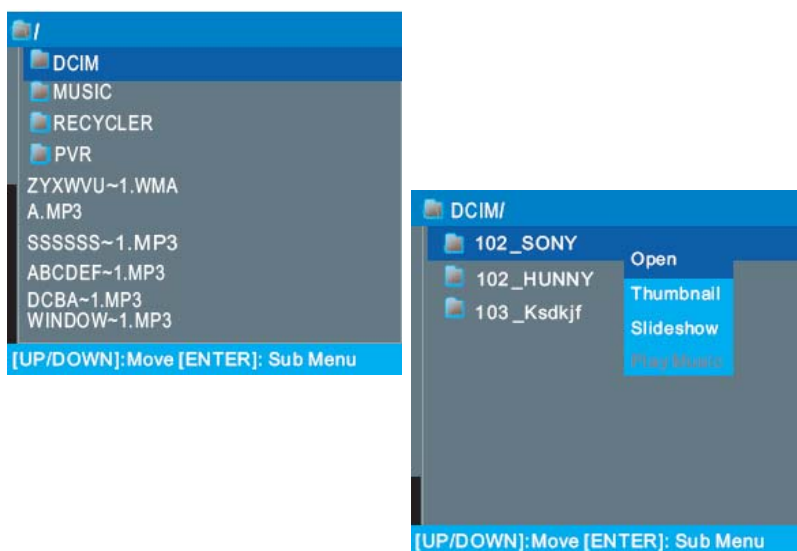 /
DCIM
MUSIC
RECYCLER
PVR
ZYXWVU~1.WMA
A.MP3
SSSSSS~1.MP3
ABCDEF~1.MP3
DCBA~1.MP3
WINDOW~1.MP3
[UP/DOWN]:Move [ENTER]: Sub Menu
DCIM/
102_SONY
102_HUNNY
103_Ksdkjf
Open
Thumbnail
Slideshow
Play Music
[UP/DOWN]:Move [ENTER]: Sub Menu